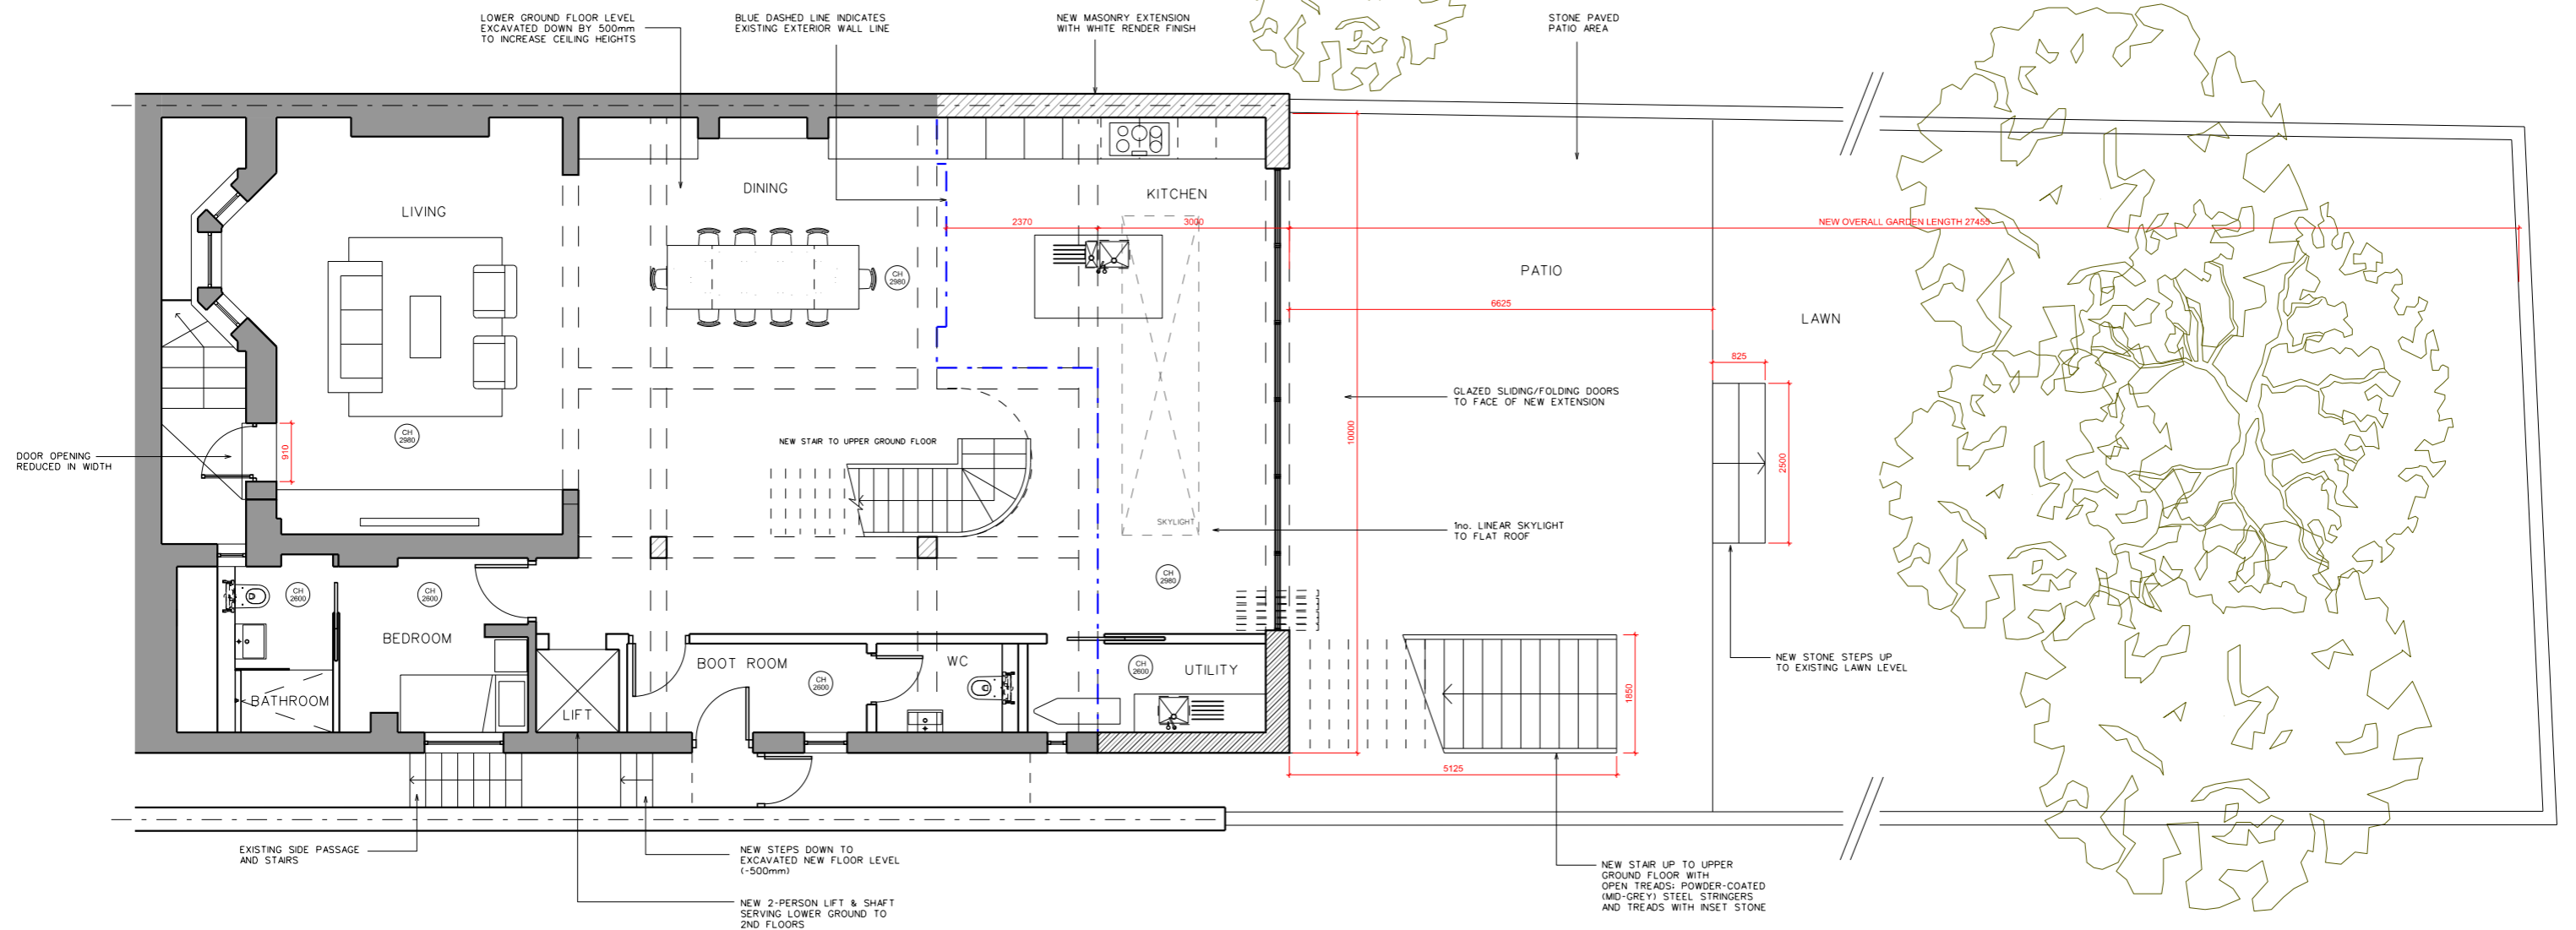 LOWER GROUND FLOOR LEVEL
EXCAVATED DOWN BY 500mm
TO INCREASE CEILING HEIGHTS
BLUE DASHED LINE INDICATES
EXISTING EXTERIOR WALL LINE
NEW MASONRY EXTENSION
WITH WHITE RENDER FINISH
STONE PAVED
PATIO AREA
LIVING
DINING
KITCHEN
2370
3000
NEW OVERALL GARDEN LENGTH 27455
CH
2980
PATIO
6625
LAWN
825
GLAZED SLIDING/FOLDING DOORS
TO FACE OF NEW EXTENSION
10000
2500
CH
2980
NEW STAIR TO UPPER GROUND FLOOR
DOOR OPENING
REDUCED IN WIDTH
910
SKYLIGHT
1no. LINEAR SKYLIGHT
TO FLAT ROOF
CH
2980
CH
2600
CH
2600
BEDROOM
BATHROOM
LIFT
BOOT ROOM
CH
2600
WC
CH
2600
UTILITY
1850
NEW STONE STEPS UP
TO EXISTING LAWN LEVEL
5125
EXISTING SIDE PASSAGE
AND STAIRS
NEW STEPS DOWN TO
EXCAVATED NEW FLOOR LEVEL
(-500mm)
NEW 2-PERSON LIFT & SHAFT
SERVING LOWER GROUND TO
2ND FLOORS
NEW STAIR UP TO UPPER
GROUND FLOOR WITH
OPEN TREADS: POWDER-COATED
(MID-GREY) STEEL STRINGERS
AND TREADS WITH INSET STONE